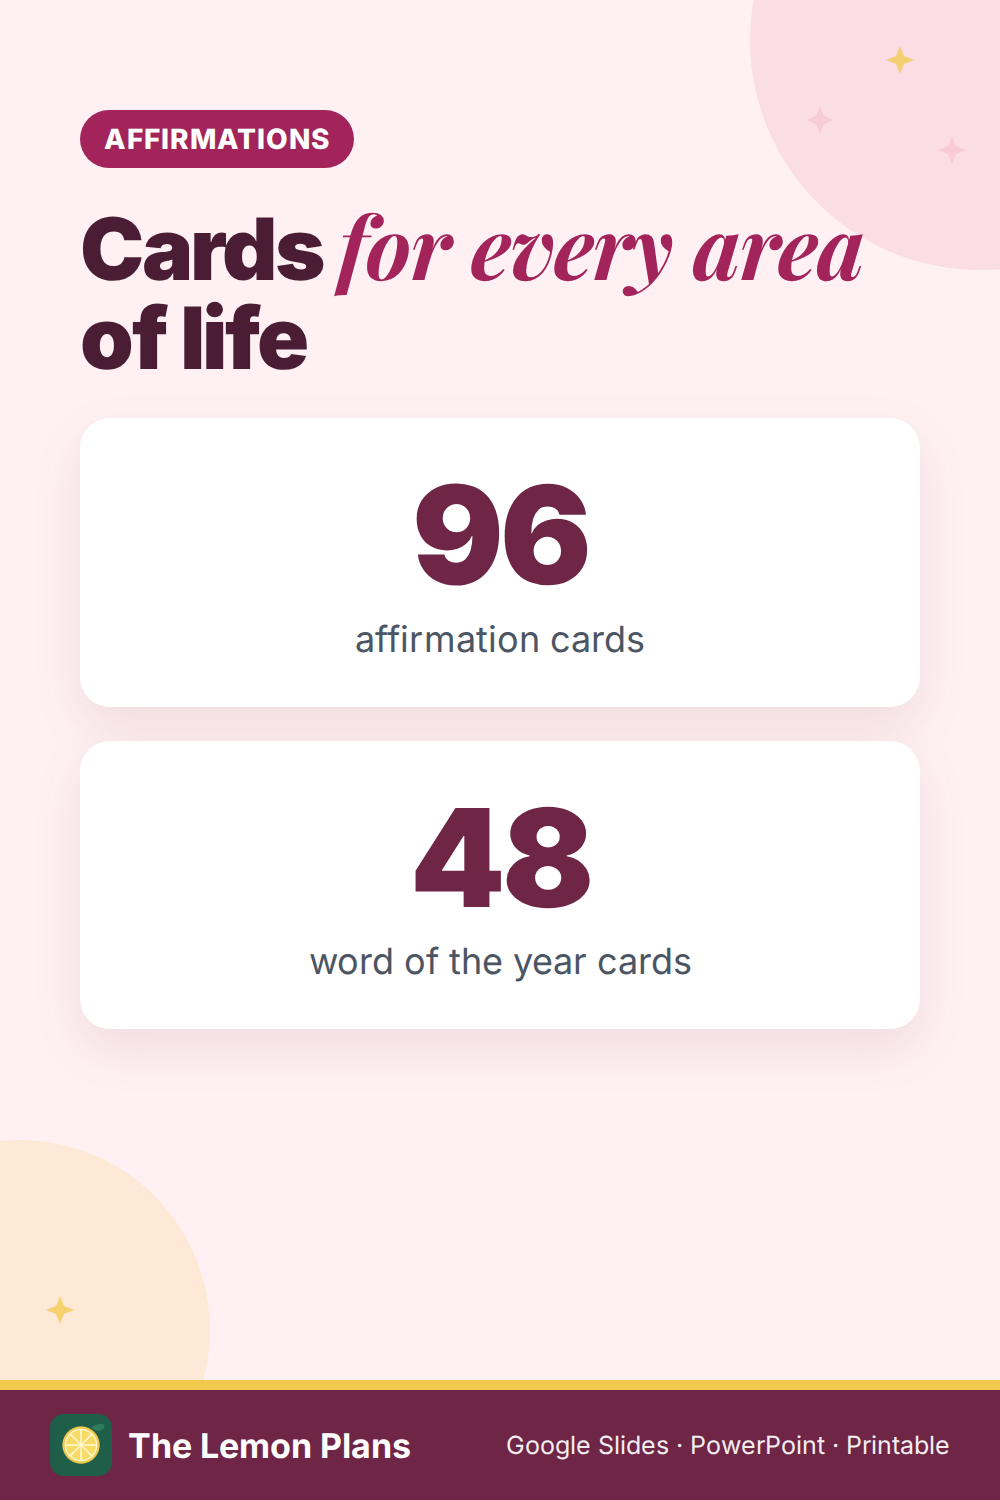 AFFIRMATIONS
Cards for every area
of life
96
affirmation cards
48
word of the year cards
The Lemon Plans
Google Slides · PowerPoint · Printable